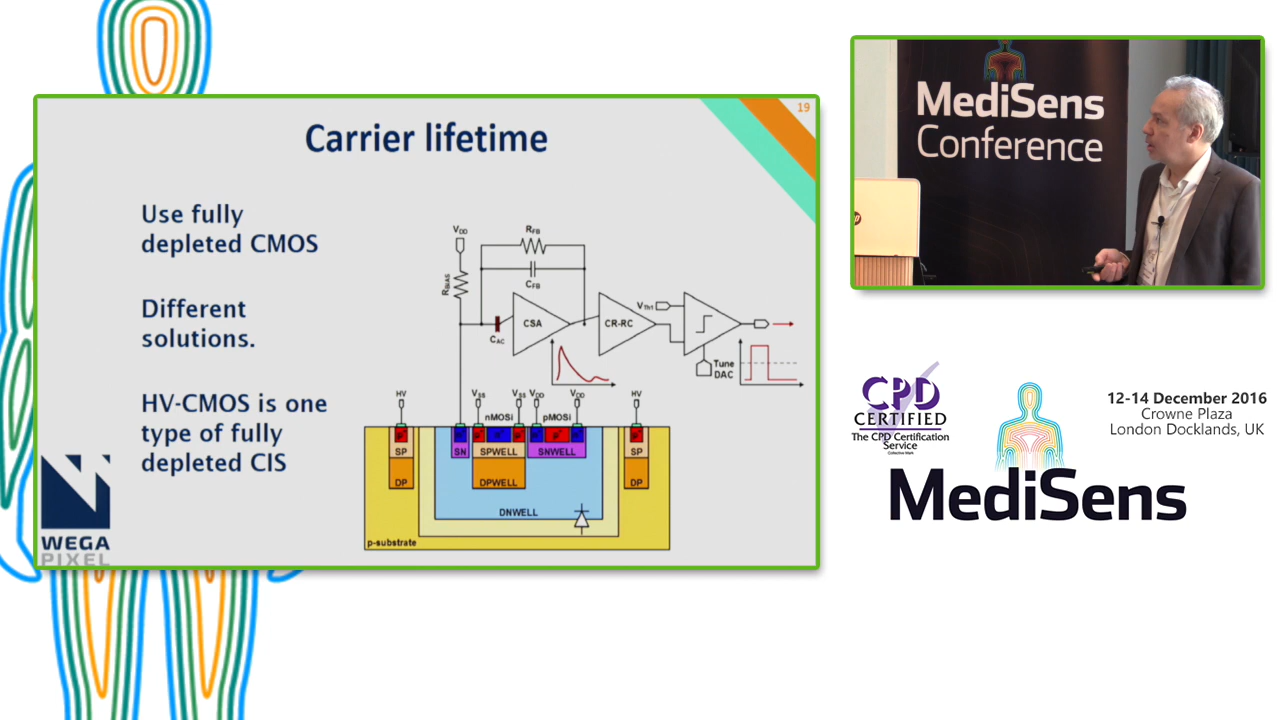 19
Carrier lifetime
Use fully
depleted CMOS
Different
solutions.
HV-CMOS is one
type of fully
depleted CIS
WEGA
PIXEL
VDD
RFB
CFB
RBIAS
CAC
CSA
CR-RC
VTh1
Tune
DAC
HV
VSS
VSS
VDD
VDD
HV
nMOSi
pMOSi
SP
SN
SPWELL
SNWELL
SP
DP
DPWELL
DP
DNWELL
p-substrate
MediSens
Conference
CPD
CERTIFIED
The CPD Certification
Service
Collective Mark
12-14 December 2016
Crowne Plaza
London Docklands, UK
MediSens